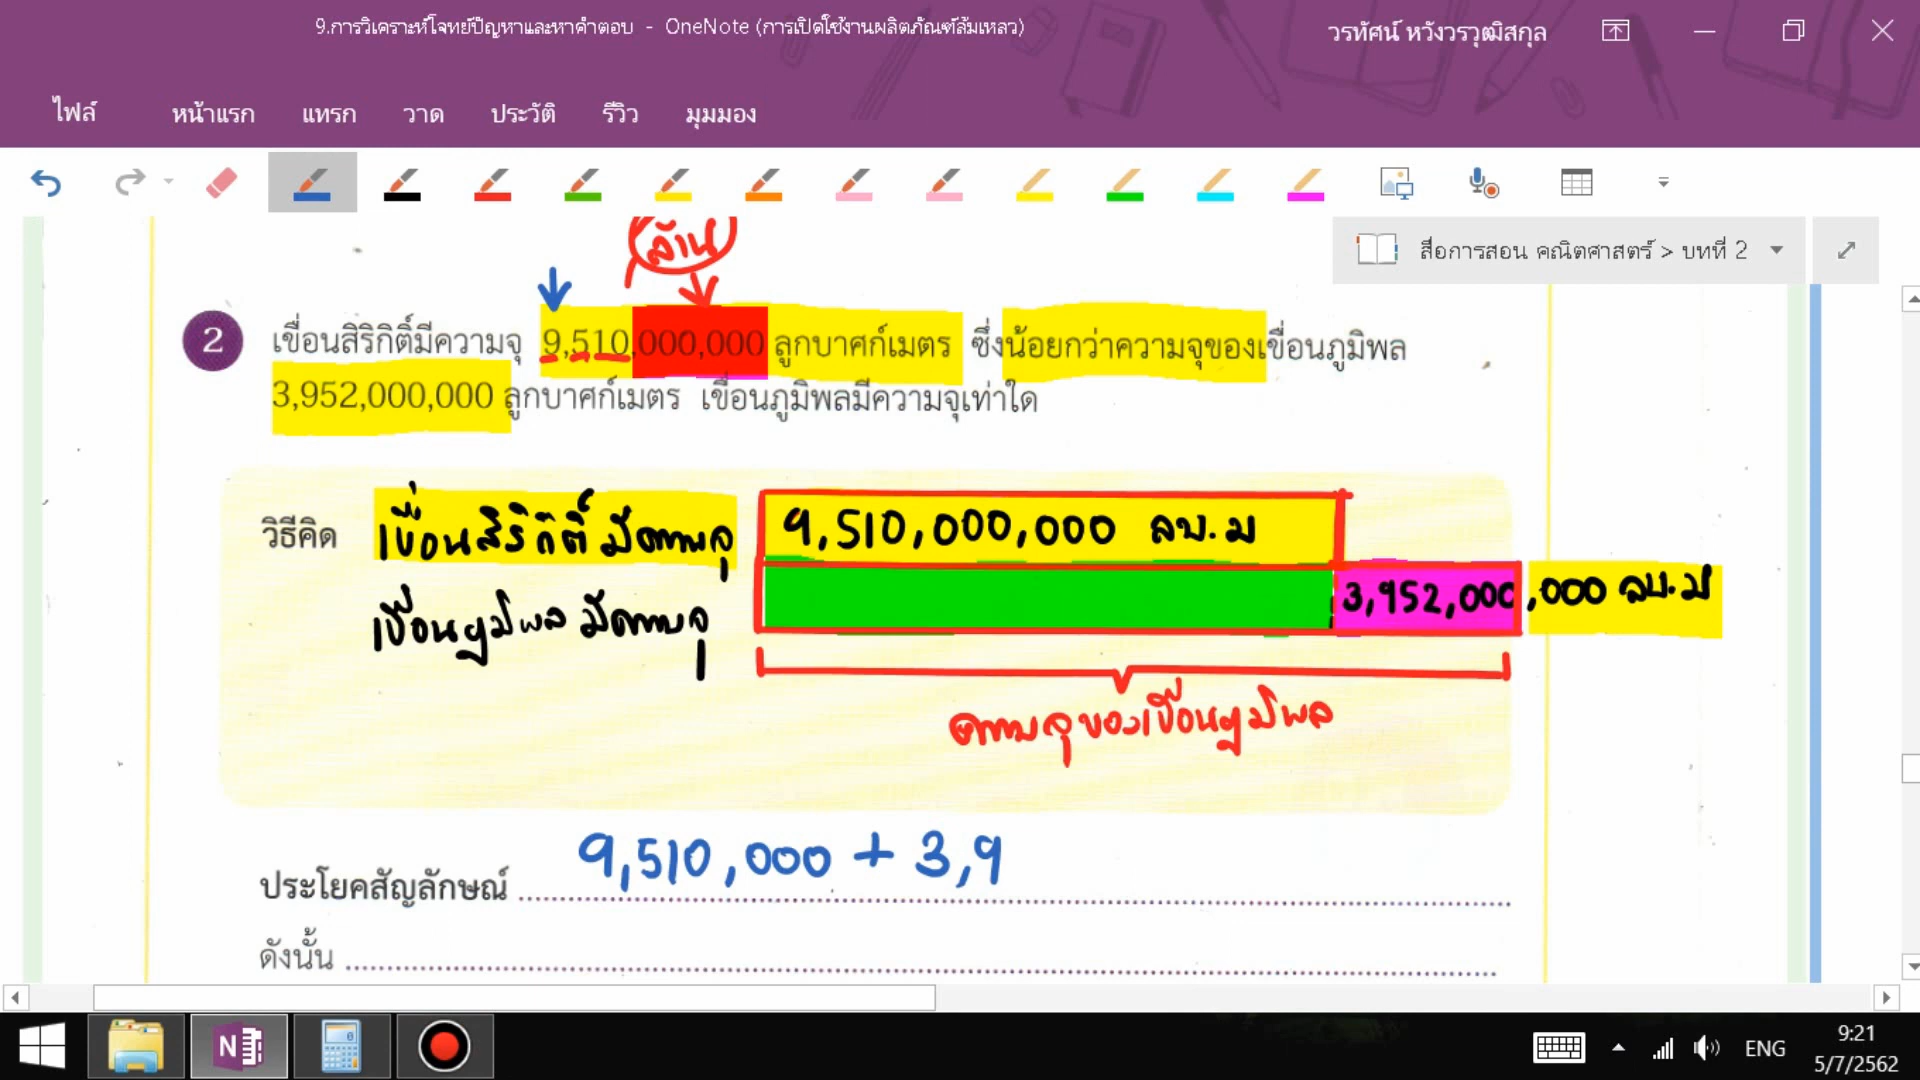 9.การวิเคราะห์โจทย์ปัญหาและหาคำตอบ - OneNote (การเปิดใช้งานผลิตภัณฑ์ล้มเหลว)
วรทัศน์ หวังวรวุฒิสกุล
ไฟล์ หน้าแรก แทรก วาด ประวัติ รีวิว มุมมอง
สื่อการสอน คณิตศาสตร์ > บทที่ 2
ล้าน
2 เขื่อนสิริกิติ์มีความจุ 9,510,000,000 ลูกบาศก์เมตร ซึ่งน้อยกว่าความจุของเขื่อนภูมิพล
3,952,000,000 ลูกบาศก์เมตร เขื่อนภูมิพลมีความจุเท่าใด
วิธีคิด เขื่อนสิริกิติ์ มีความจุ 9,510,000,000 ลบ.ม
เขื่อนภูมิพล มีความจุ 3,952,000,000 ลบ.ม
ความจุของเขื่อนภูมิพล
ประโยคสัญลักษณ์ 9,510,000 + 3,9
ดังนั้น
ENG
9:21
5/7/2562